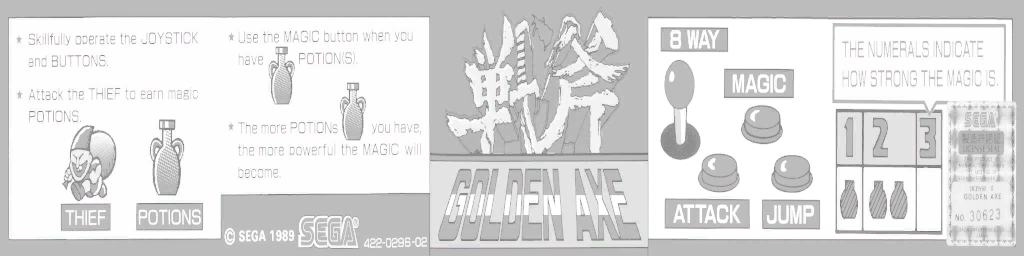 ★ Skillfully operate the JOYSTICK
and BUTTONS.
★ Attack the THIEF to earn magic
POTIONS.
THIEF
POTIONS
★ Use the MAGIC button when you
have POTION(S).
★ The more POTIONs you have,
the more powerful the MAGIC will
become.
© SEGA 1989 SEGA® 422-0296-02
戦斧
GOLDEN AXE
8 WAY
MAGIC
ATTACK
JUMP
THE NUMERALS INDICATE
HOW STRONG THE MAGIC IS.
1 2 3
SEGA
GOLDEN AXE
NO. 30623